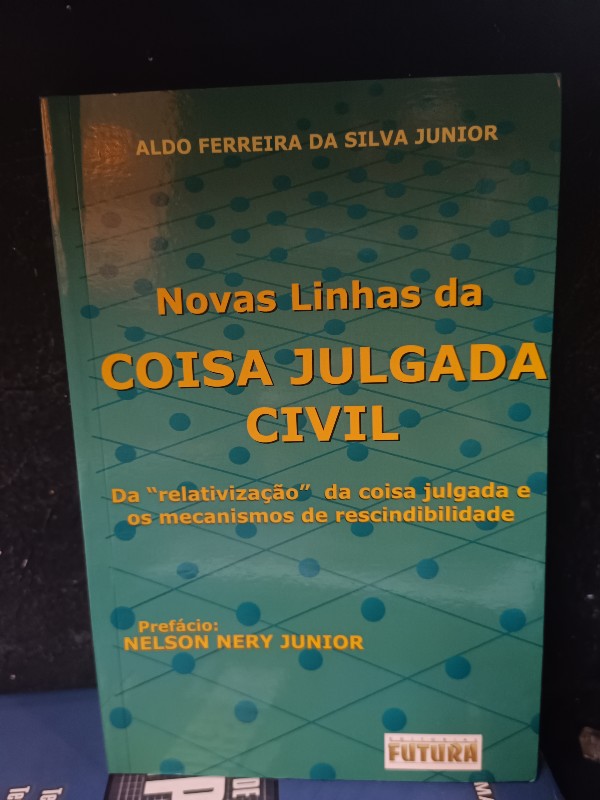 ALDO FERREIRA DA SILVA JUNIOR
Novas Linhas da
COISA JULGADA
CIVIL
Da “relativização” da coisa julgada e
os mecanismos de rescindibilidade
Prefácio:
NELSON NERY JUNIOR
FUTURA
DE
P